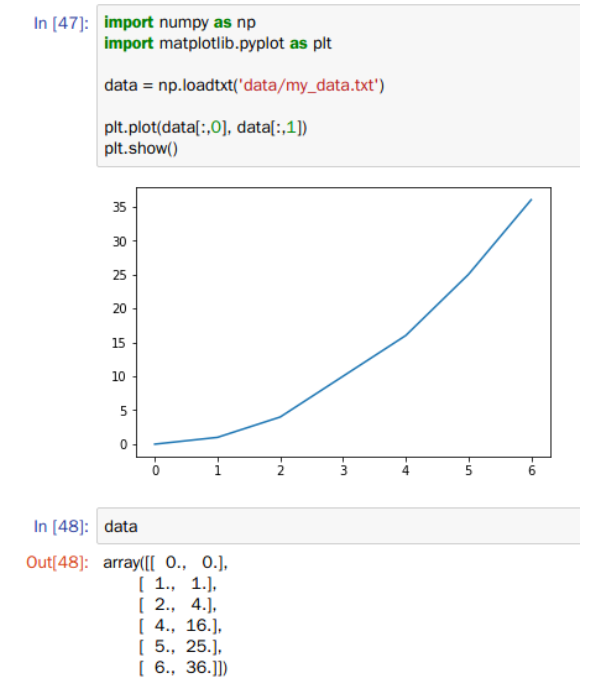 In [47]: import numpy as np
import matplotlib.pyplot as plt
data = np.loadtxt('data/my_data.txt')
plt.plot(data[:,0], data[:,1])
plt.show()
35
30
25
20
15
10
5
0
0 1 2 3 4 5 6
In [48]: data
Out[48]: array([[ 0., 0.],
[ 1., 1.],
[ 2., 4.],
[ 4., 16.],
[ 5., 25.],
[ 6., 36.]])